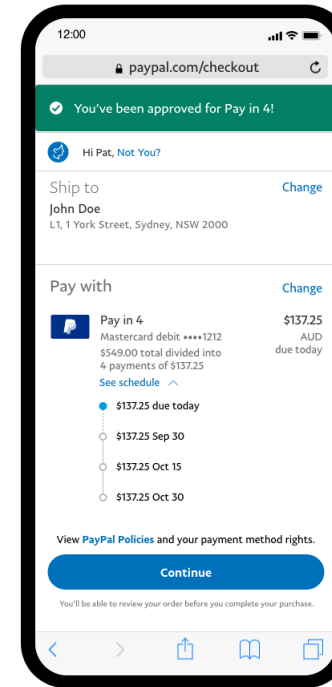 12:00
paypal.com/checkout
You've been approved for Pay in 4!
Hi Pat, Not You?
Ship to
Change
John Doe
L1, 1 York Street, Sydney, NSW 2000
Pay with
Change
Pay in 4
$137.25
Mastercard debit ••••1212
AUD
$549.00 total divided into
due today
4 payments of $137.25
See schedule
$137.25 due today
$137.25 Sep 30
$137.25 Oct 15
$137.25 Oct 30
View PayPal Policies and your payment method rights.
Continue
You'll be able to review your order before you complete your purchase.